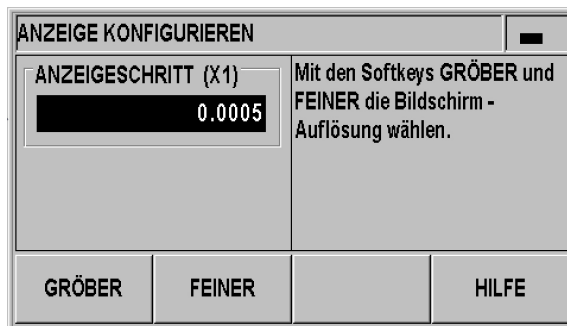 ANZEIGE KONFIGURIEREN
ANZEIGESCHRITT (X1)
0.0005
Mit den Softkeys GRÖBER und
FEINER die Bildschirm -
Auflösung wählen.
GRÖBER
FEINER
HILFE